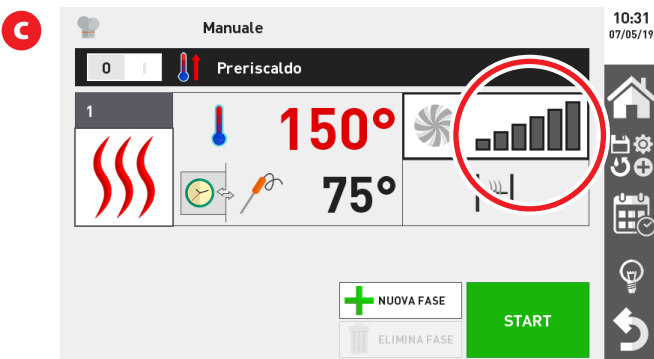 C
Manuale
10:31
07/05/19
0 I Preriscaldo
1
150°
75°
NUOVA FASE
ELIMINA FASE
START